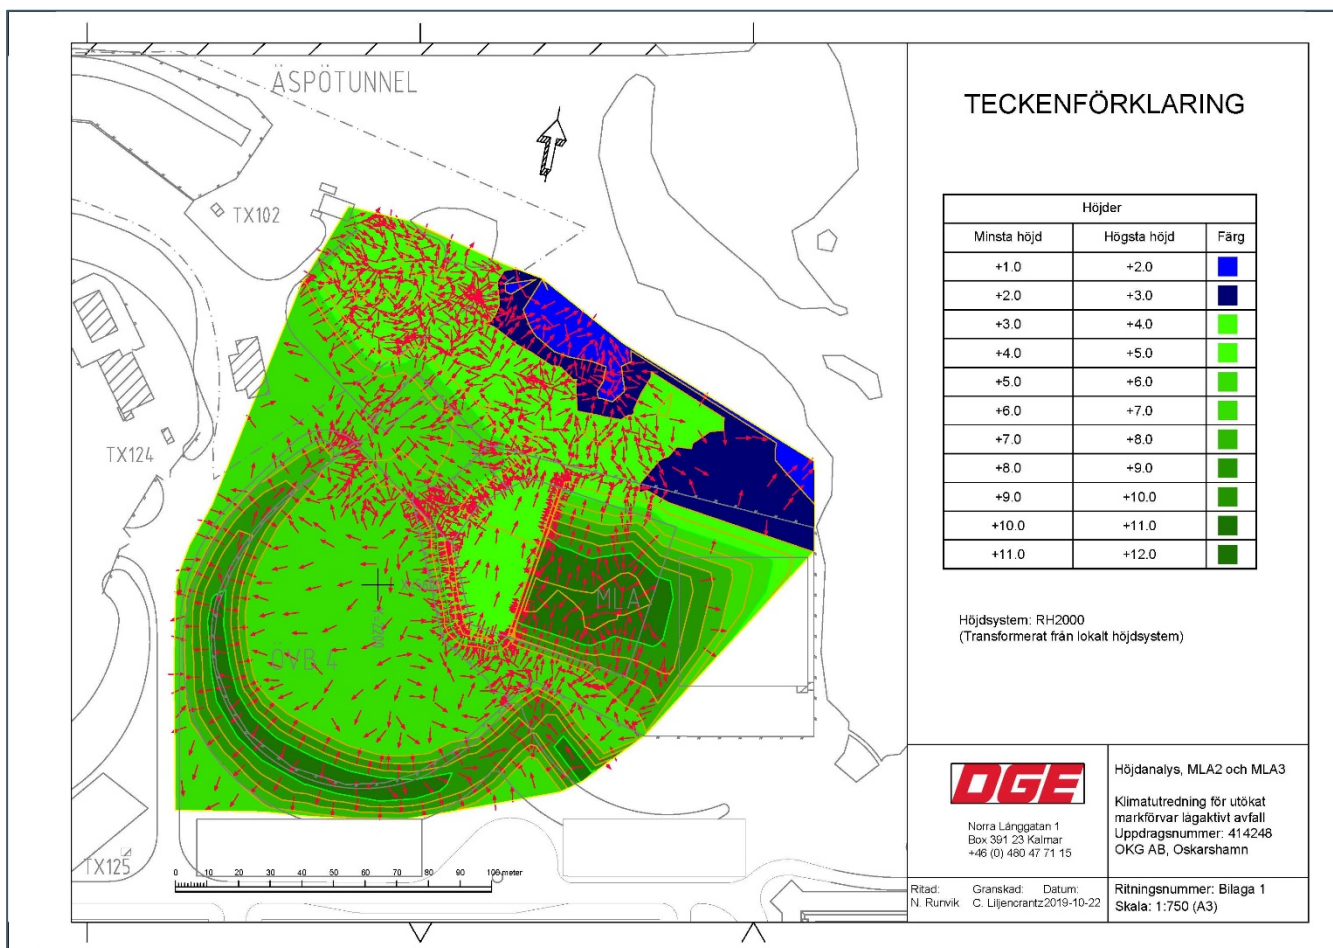 ÄSPÖTUNNEL
TX102
TX124
MLA
ÖVB 4
TX125
0 10 20 30 40 50 60 70 80 90 100 meter
TECKENFÖRKLARING
Höjder
Minsta höjd Högsta höjd Färg
+1.0 +2.0
+2.0 +3.0
+3.0 +4.0
+4.0 +5.0
+5.0 +6.0
+6.0 +7.0
+7.0 +8.0
+8.0 +9.0
+9.0 +10.0
+10.0 +11.0
+11.0 +12.0
Höjdsystem: RH2000
(Transformerat från lokalt höjdsystem)
DGE
Norra Långgatan 1
Box 391 23 Kalmar
+46 (0) 480 47 71 15
Höjdanalys, MLA2 och MLA3
Klimatutredning för utökat
markförvar lågaktivt avfall
Uppdragsnummer: 414248
OKG AB, Oskarshamn
Ritad: Granskad: Datum:
N. Runvik C. Liljencrantz 2019-10-22
Ritningsnummer: Bilaga 1
Skala: 1:750 (A3)